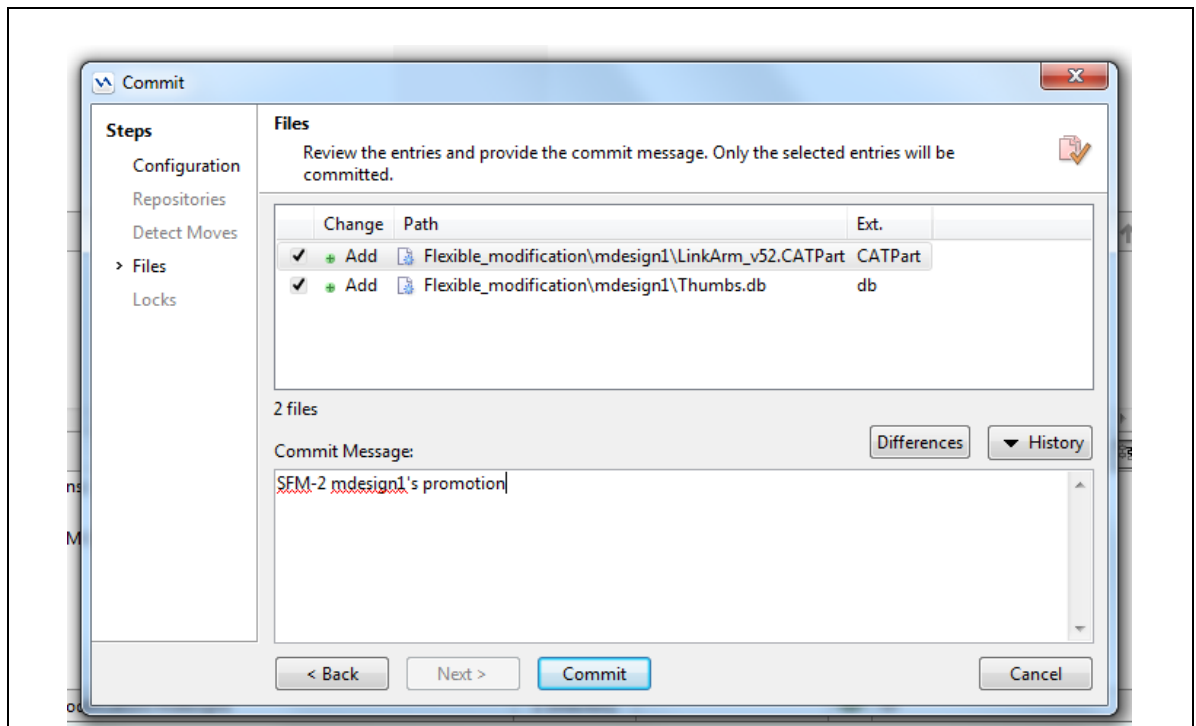 Commit
Steps
Configuration
Repositories
Detect Moves
> Files
Locks
Files
Review the entries and provide the commit message. Only the selected entries will be
committed.
Change Path Ext.
Add Flexible_modification\mdesign1\LinkArm_v52.CATPart CATPart
Add Flexible_modification\mdesign1\Thumbs.db db
2 files
Differences
History
Commit Message:
SFM-2 mdesign1's promotion
< Back
Next >
Commit
Cancel